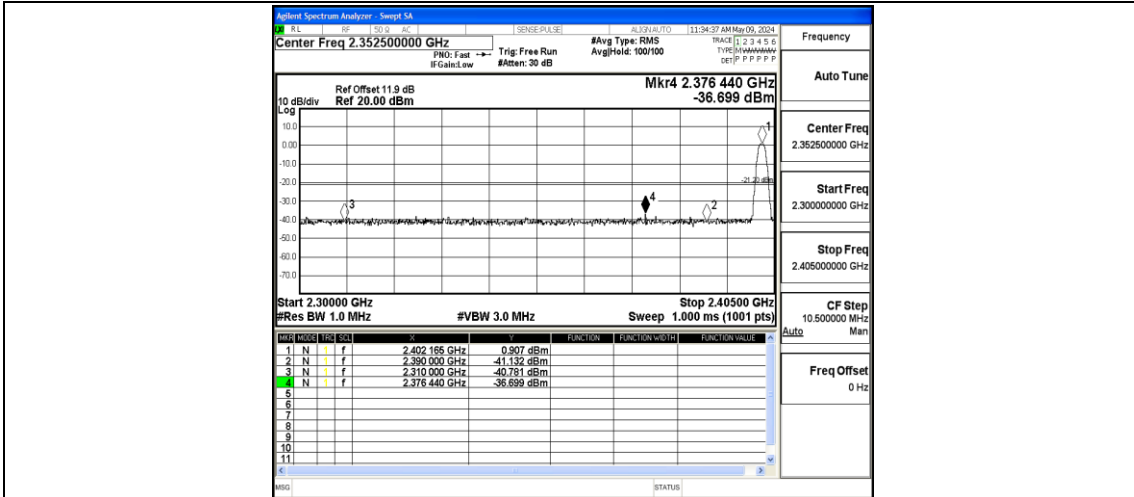 Agilent Spectrum Analyzer - Swept SA
RL RF 50 Ω AC SENSE:PULSE ALIGN AUTO 11:34:37 AM May 09, 2024
Center Freq 2.352500000 GHz
#Avg Type: RMS
TRACE 1 2 3 4 5 6
PNO: Fast Trig: Free Run Avg|Hold: 100/100
TYPE M
IFGain:Low #Atten: 30 dB
DET P P P P P P
Frequency
Mkr4 2.376 440 GHz
Ref Offset 11.9 dB
10 dB/div Ref 20.00 dBm -36.699 dBm
Log
10.0
0.00
-10.0
-20.0
-30.0
-40.0
-50.0
-60.0
-70.0
1
-21.20 dBm
3
4
2
Start 2.30000 GHz Stop 2.40500 GHz
#Res BW 1.0 MHz #VBW 3.0 MHz Sweep 1.000 ms (1001 pts)
MKR MODE TRC SCL X Y FUNCTION FUNCTION WIDTH FUNCTION VALUE
1 N 1 f 2.402 165 GHz 0.907 dBm
2 N 1 f 2.390 000 GHz -41.132 dBm
3 N 1 f 2.310 000 GHz -40.781 dBm
4 N 1 f 2.376 440 GHz -36.699 dBm
5
6
7
8
9
10
11
MSG STATUS
Auto Tune
Center Freq
2.352500000 GHz
Start Freq
2.300000000 GHz
Stop Freq
2.405000000 GHz
CF Step
10.500000 MHz
Auto Man
Freq Offset
0 Hz